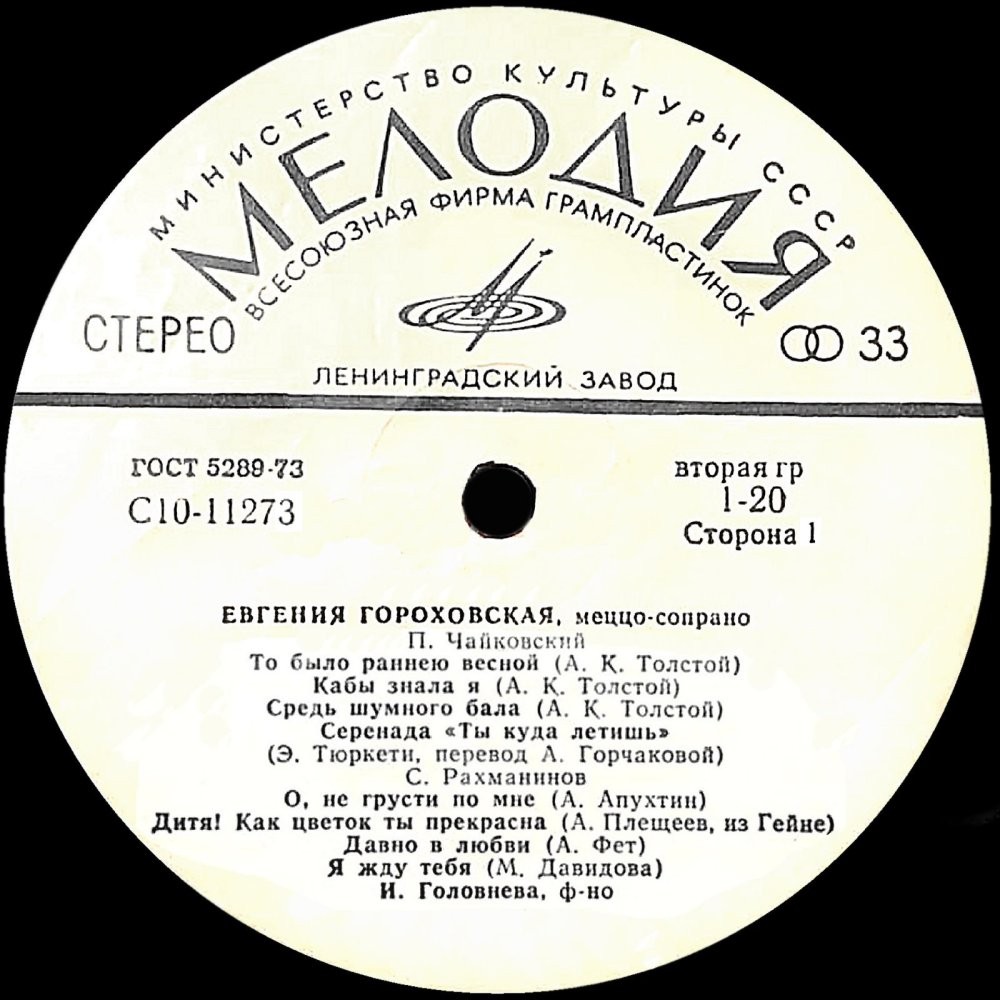 МИНИСТЕРСТВО КУЛЬТУРЫ СССР
МЕЛОДИЯ
ВСЕСОЮЗНАЯ ФИРМА ГРАМПЛАСТИНОК
СТЕРЕО
33
ЛЕНИНГРАДСКИЙ ЗАВОД
ГОСТ 5289-73
С10-11273
вторая гр
1-20
Сторона 1
ЕВГЕНИЯ ГОРОХОВСКАЯ, меццо-сопрано
П. Чайковский
То было раннею весной (А. К. Толстой)
Кабы знала я (А. К. Толстой)
Средь шумного бала (А. К. Толстой)
Серенада «Ты куда летишь»
(Э. Тюркети, перевод А. Горчаковой)
С. Рахманинов
О, не грусти по мне (А. Апухтин)
Дитя! Как цветок ты прекрасна (А. Плещеев, из Гейне)
Давно в любви (А. Фет)
Я жду тебя (М. Давидова)
И. Головнева, ф-но